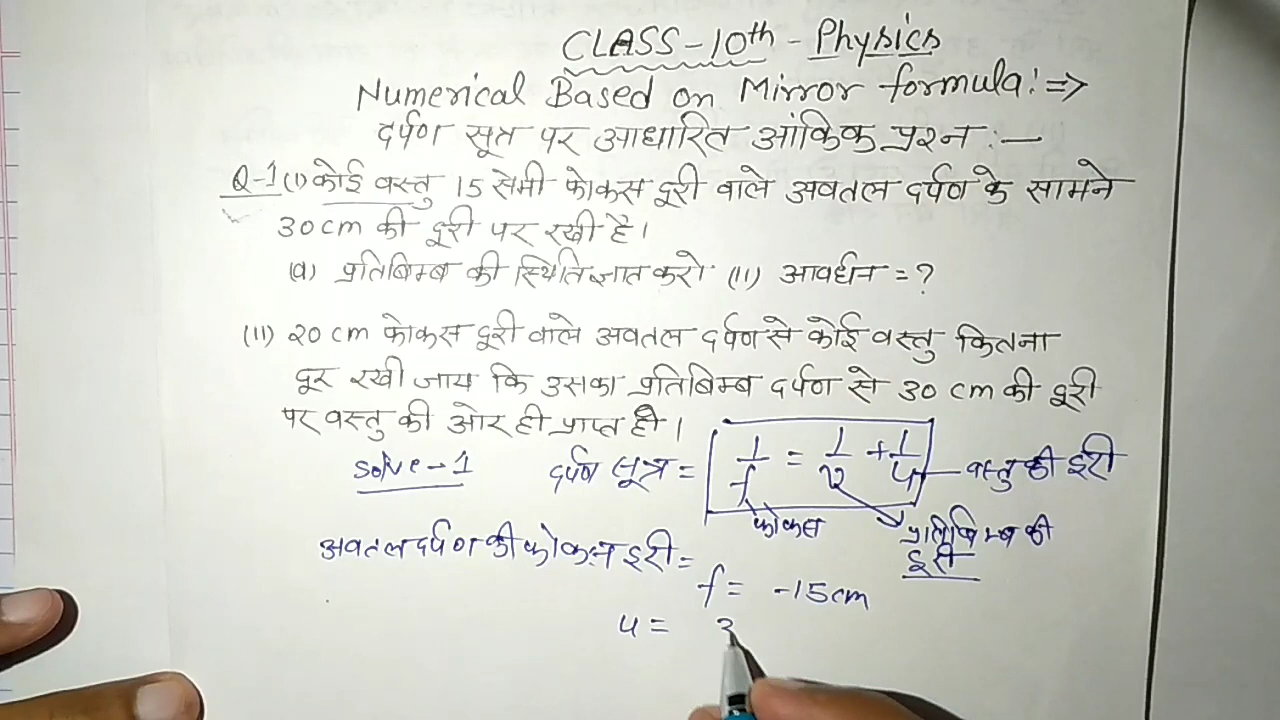 CLASS-10th - Physics
Numerical Based on Mirror formula:⇒
दर्पण सूत्र पर आधारित आंकिक प्रश्न :—
Q-1 (i) कोई वस्तु 15 सेमी फोकस दूरी वाले अवतल दर्पण के सामने
30cm की दूरी पर रखी है।
(a) प्रतिबिम्ब की स्थिति ज्ञात करो (ii) आवर्धन = ?
(ii) 20 cm फोकस दूरी वाले अवतल दर्पण से कोई वस्तु कितना
दूर रखी जाय कि उसका प्रतिबिम्ब दर्पण से 30 cm की दूरी
पर वस्तु की ओर ही प्राप्त हो।
Solve-1 दर्पण सूत्र = 1/f = 1/v + 1/u वस्तु की दूरी
फोकस प्रतिबिम्ब की
दूरी
अवतल दर्पण की फोकस दूरी =
f = -15cm
u =